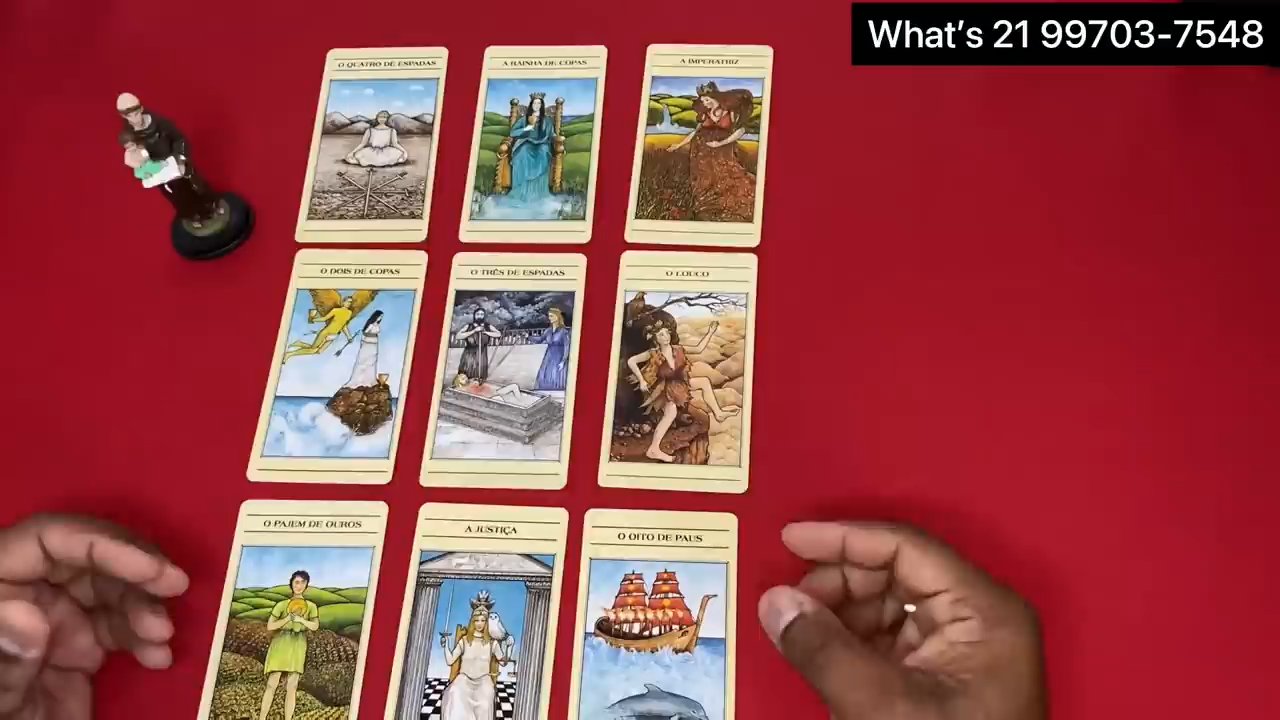 What's 21 99703-7548
O QUATRO DE ESPADAS
A RAINHA DE COPAS
A IMPERATRIZ
O DOIS DE COPAS
O TRÊS DE ESPADAS
O LOUCO
O PAJEM DE OUROS
A JUSTIÇA
O OITO DE PAUS